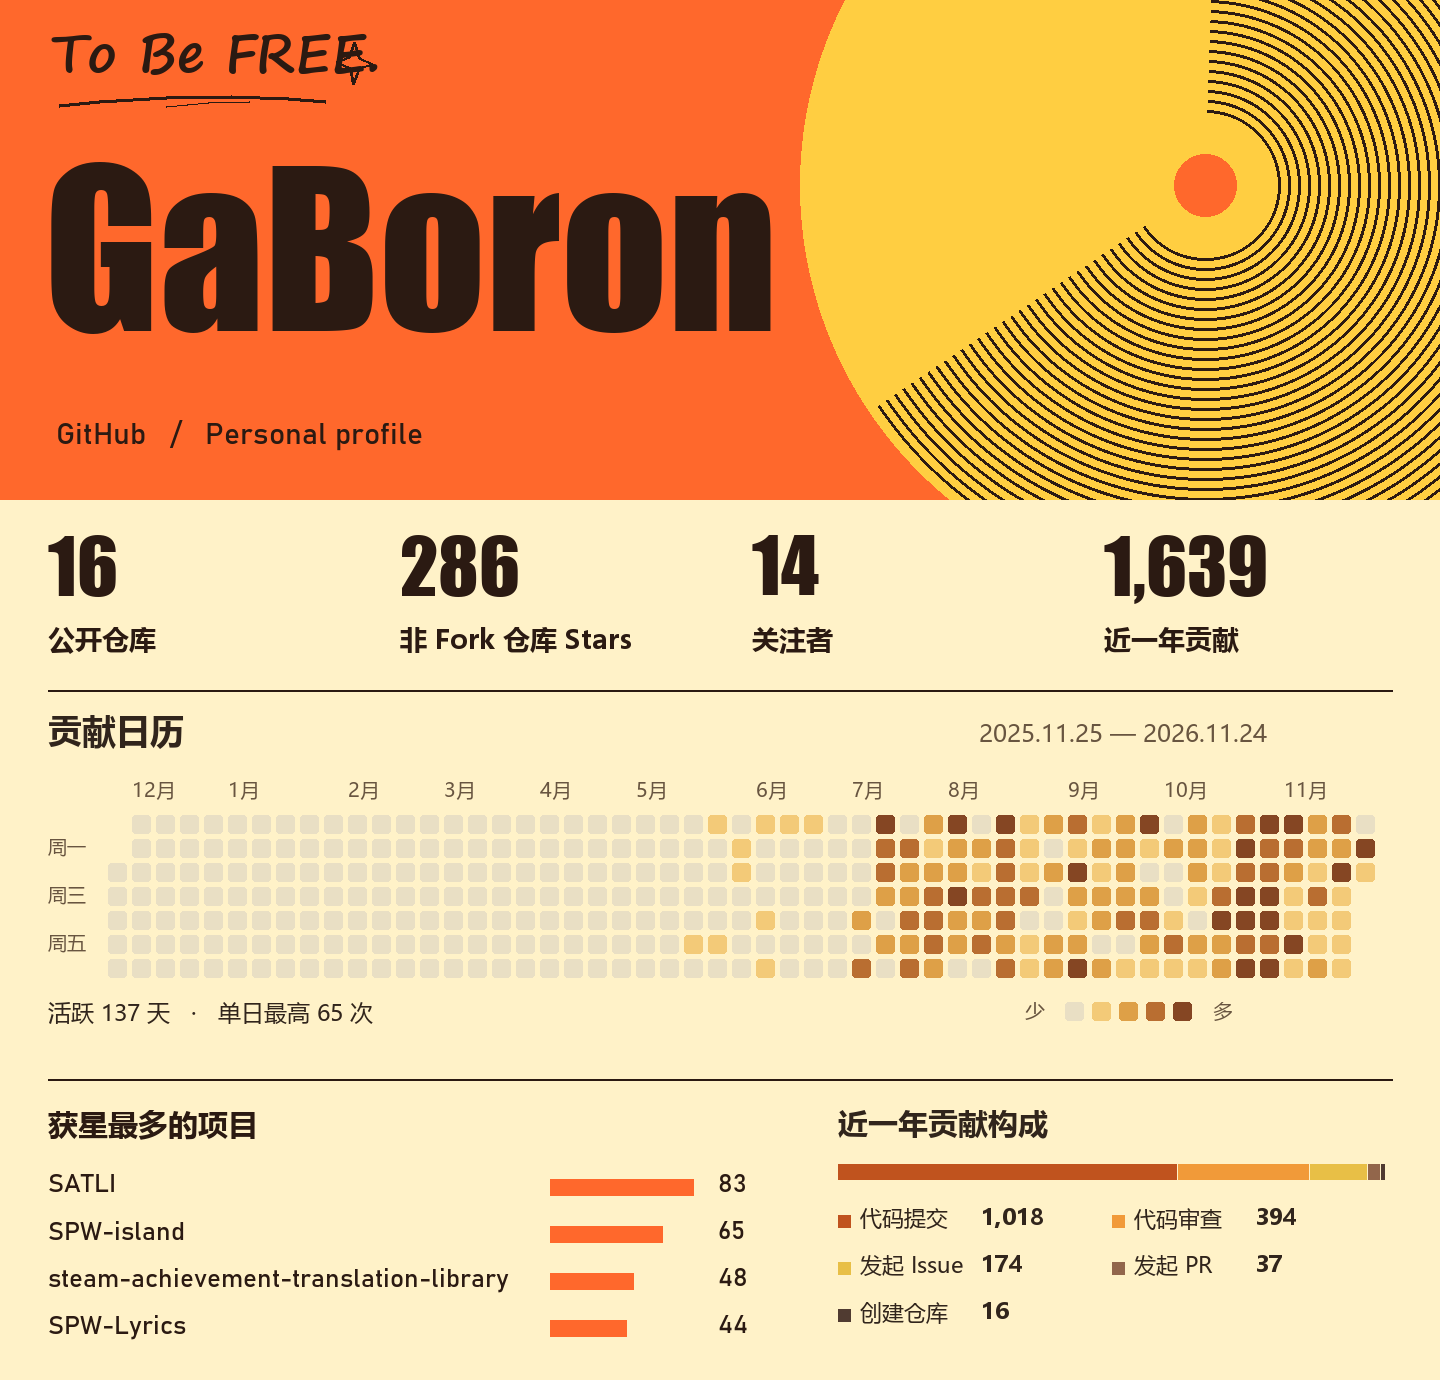 To Be FREE
GaBoron
GitHub / Personal profile
16 286 14 1,639
公开仓库 非 Fork 仓库 Stars 关注者 近一年贡献
贡献日历 2025.11.25 — 2026.11.24
12月 1月 2月 3月 4月 5月 6月 7月 8月 9月 10月 11月
周一
周三
周五
活跃 137 天 · 单日最高 65 次 少 多
获星最多的项目
SATLI 83
SPW-island 65
steam-achievement-translation-library 48
SPW-Lyrics 44
近一年贡献构成
代码提交 1,018 代码审查 394
发起 Issue 174 发起 PR 37
创建仓库 16